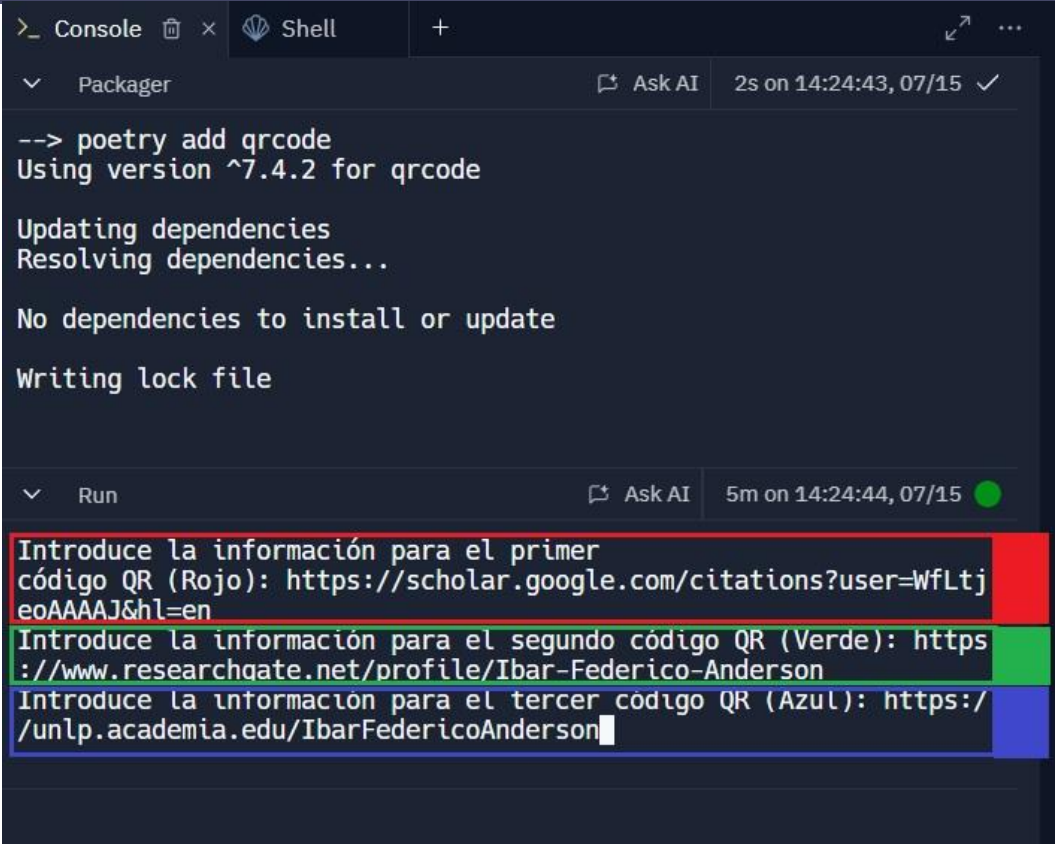 >_ Console × Shell +
Packager Ask AI 2s on 14:24:43, 07/15
--> poetry add qrcode
Using version ^7.4.2 for qrcode
Updating dependencies
Resolving dependencies...
No dependencies to install or update
Writing lock file
Run Ask AI 5m on 14:24:44, 07/15
Introduce la información para el primer
código QR (Rojo): https://scholar.google.com/citations?user=WfLtj
eoAAAAJ&hl=en
Introduce la información para el segundo código QR (Verde): https
://www.researchgate.net/profile/Ibar-Federico-Anderson
Introduce la información para el tercer código QR (Azul): https:/
/unlp.academia.edu/IbarFedericoAnderson